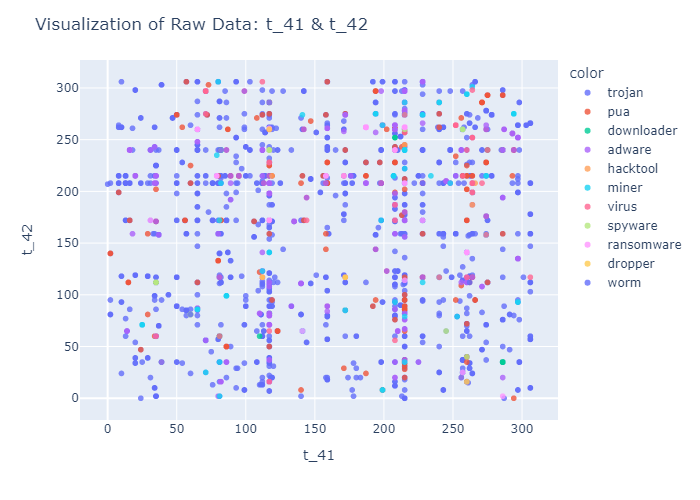 Visualization of Raw Data: t_41 & t_42
color
trojan
pua
downloader
adware
hacktool
miner
virus
spyware
ransomware
dropper
worm
300
250
200
150
100
50
0
t_42
0 50 100 150 200 250 300
t_41